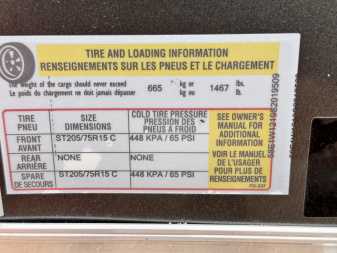 TIRE AND LOADING INFORMATION
RENSEIGNEMENTS SUR LES PNEUS ET LE CHARGEMENT
The weight of the cargo should never exceed 665 kg or 1467 lbs.
Le poids du chargement ne doit jamais dépasser kg ou lb.
TIRE SIZE COLD TIRE PRESSURE
PNEU DIMENSIONS PRESSION DES PNEUS À FROID
FRONT ST205/75R15 C 448 KPA / 65 PSI
AVANT
REAR NONE NONE
ARRIÈRE
SPARE ST205/75R15 C 448 KPA / 65 PSI
DE SECOURS
SEE OWNER'S
MANUAL FOR
ADDITIONAL
INFORMATION
VOIR LE MANUEL
DE L'USAGER
POUR PLUS DE
RENSEIGNEMENTS